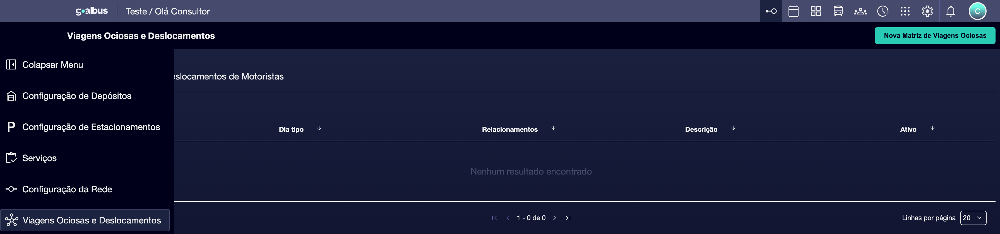 goalbus
Teste / Olá Consultor
C
Viagens Ociosas e Deslocamentos
Nova Matriz de Viagens Ociosas
Colapsar Menu
Configuração de Depósitos
P Configuração de Estacionamentos
Serviços
Configuração da Rede
Viagens Ociosas e Deslocamentos
eslocamentos de Motoristas
Dia tipo Relacionamentos Descrição Ativo
Nenhum resultado encontrado
1 - 0 de 0
Linhas por página 20